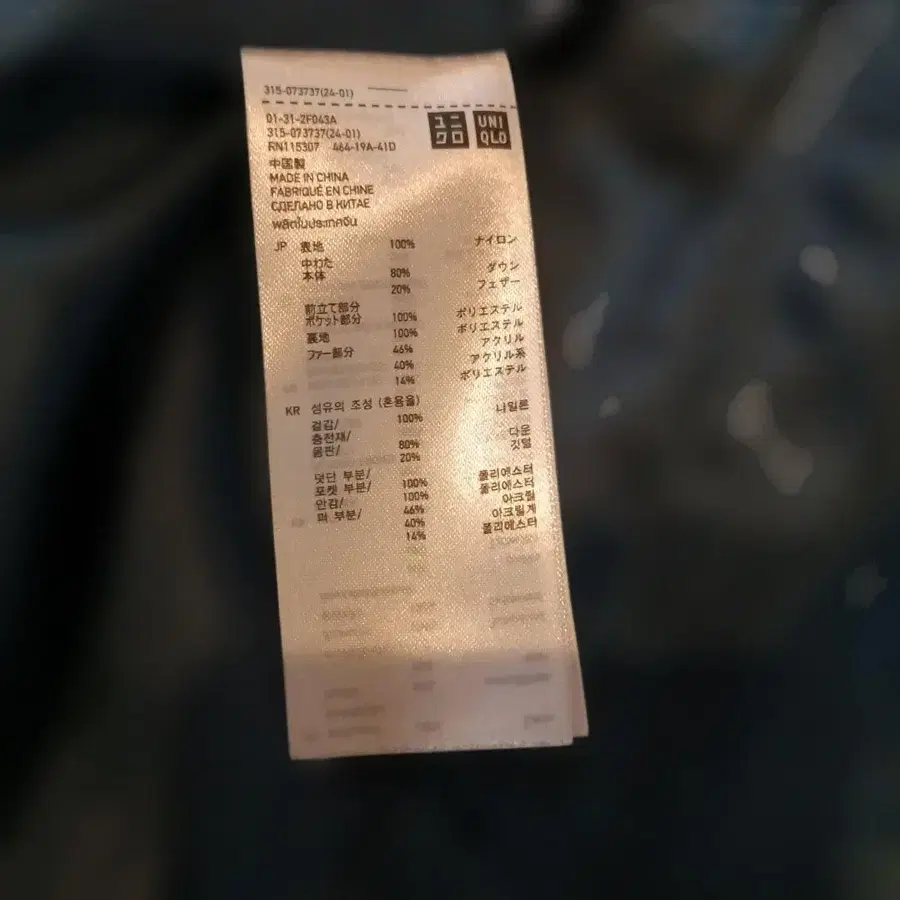 315-073737(24-01)
01-31-2F043A
315-073737(24-01)
RN115307 464-19A-41D
ユニクロ
UNIQLO
中国製
MADE IN CHINA
FABRIQUÉ EN CHINE
СДЕЛАНО В КИТАЕ
ผลิตในประเทศจีน
JP 表地 100% ナイロン
中わた
本体 80% ダウン
20% フェザー
前立て部分
ポケット部分 100% ポリエステル
裏地 100% ポリエステル
ファー部分 46% アクリル
40% アクリル系
14% ポリエステル
KR 섬유의 조성 (혼용율)
겉감/ 100% 나일론
충전재/
몸판/ 80% 다운
20% 깃털
덧단 부분/
포켓 부분/ 100% 폴리에스터
안감/ 100% 폴리에스터
퍼 부분/ 46% 아크릴
40% 아크릴계
14% 폴리에스터